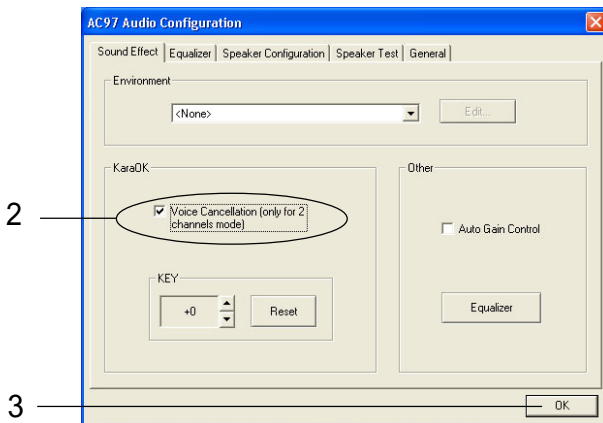 AC97 Audio Configuration
Sound Effect Equalizer Speaker Configuration Speaker Test General
Environment
<None>
Edit...
KaraOK
Other
2
Voice Cancellation (only for 2
channels mode)
Auto Gain Control
KEY
+0
Reset
Equalizer
3
OK